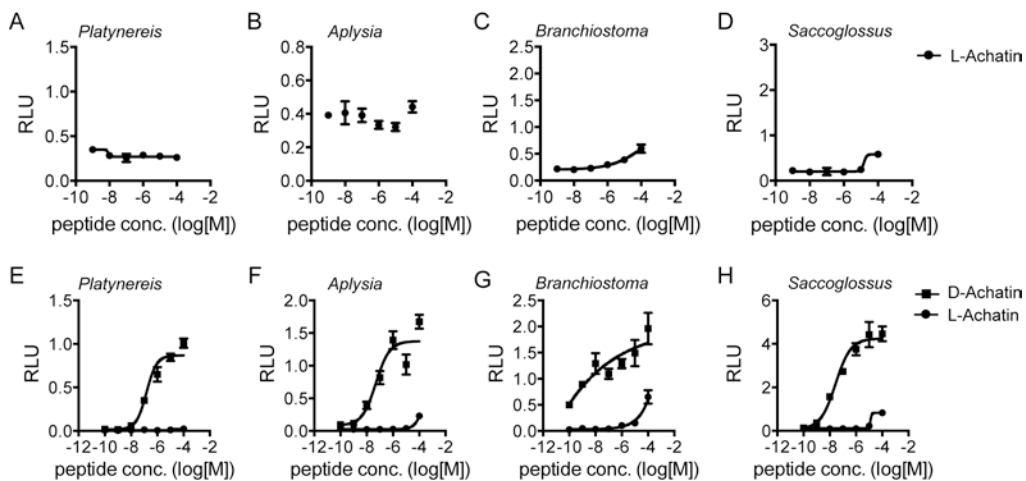 A
Platynereis
RLU
1.5
1.0
0.5
0.0
-10 -8 -6 -4 -2
peptide conc. (log[M])
B
Aplysia
RLU
0.8
0.6
0.4
0.2
0.0
-10 -8 -6 -4 -2
peptide conc. (log[M])
C
Branchiostoma
RLU
2.5
2.0
1.5
1.0
0.5
0.0
-10 -8 -6 -4 -2
peptide conc. (log[M])
D
Saccoglossus
RLU
3
2
1
0
-10 -8 -6 -4 -2
peptide conc. (log[M])
L-Achatin
E
Platynereis
RLU
1.5
1.0
0.5
0.0
-12 -10 -8 -6 -4 -2
peptide conc. (log[M])
F
Aplysia
RLU
2.0
1.5
1.0
0.5
0.0
-12 -10 -8 -6 -4 -2
peptide conc. (log[M])
G
Branchiostoma
RLU
2.5
2.0
1.5
1.0
0.5
0.0
-12 -10 -8 -6 -4 -2
peptide conc. (log[M])
H
Saccoglossus
RLU
6
4
2
0
-12 -10 -8 -6 -4 -2
peptide conc. (log[M])
D-Achatin
L-Achatin